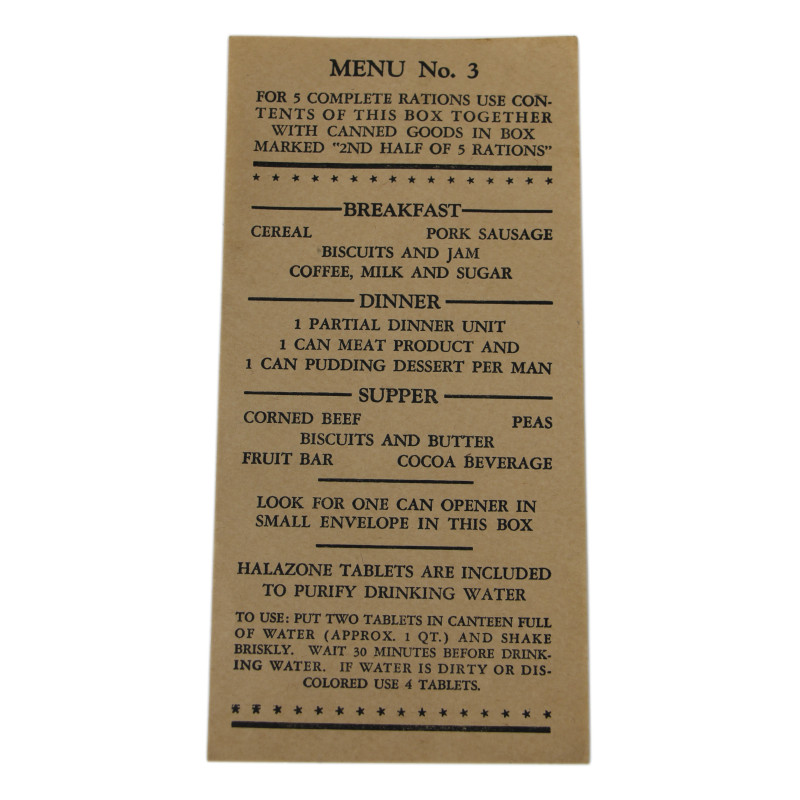 MENU No. 3
FOR 5 COMPLETE RATIONS USE CON-
TENTS OF THIS BOX TOGETHER
WITH CANNED GOODS IN BOX
MARKED "2ND HALF OF 5 RATIONS"
BREAKFAST
CEREAL PORK SAUSAGE
BISCUITS AND JAM
COFFEE, MILK AND SUGAR
DINNER
1 PARTIAL DINNER UNIT
1 CAN MEAT PRODUCT AND
1 CAN PUDDING DESSERT PER MAN
SUPPER
CORNED BEEF PEAS
BISCUITS AND BUTTER
FRUIT BAR COCOA BEVERAGE
LOOK FOR ONE CAN OPENER IN
SMALL ENVELOPE IN THIS BOX
HALAZONE TABLETS ARE INCLUDED
TO PURIFY DRINKING WATER
TO USE: PUT TWO TABLETS IN CANTEEN FULL
OF WATER (APPROX. 1 QT.) AND SHAKE
BRISKLY. WAIT 30 MINUTES BEFORE DRINK-
ING WATER. IF WATER IS DIRTY OR DIS-
COLORED USE 4 TABLETS.